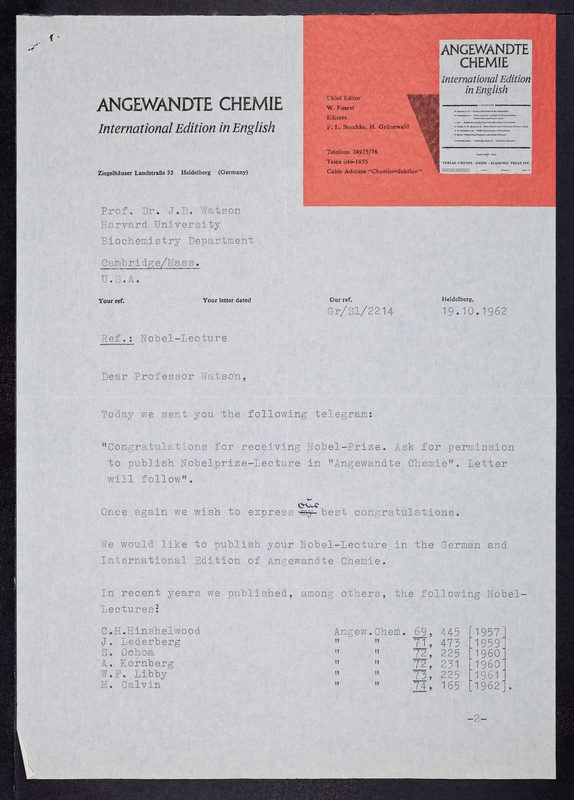 ANGEWANDTE CHEMIE
International Edition in English
Ziegelhäuser Landstraße 35 Heidelberg (Germany)
Chief Editor
W. Foerst
Editors
F. L. Boschke, H. Grünewald
Telefone 24975/76
Telex 046-1855
Cable Address "Chemieredaktion"
ANGEWANDTE
CHEMIE
International Edition
in English
VERLAG CHEMIE · GMBH · ACADEMIC PRESS INC.
Prof. Dr. J.D. Watson
Harvard University
Biochemistry Department
Cambridge/Mass.
U.S.A.
Your ref. Your letter dated Our ref. Heidelberg,
Gr/Sl/2214 19.10.1962
Ref.: Nobel-Lecture
Dear Professor Watson,
Today we sent you the following telegram:
"Congratulations for receiving Nobel-Prize. Ask for permission
to publish Nobelprize-Lecture in "Angewandte Chemie". Letter
will follow".
Once again we wish to express our best congratulations.
We would like to publish your Nobel-Lecture in the German and
International Edition of Angewandte Chemie.
In recent years we published, among others, the following Nobel-
Lectures:
C.H.Hinshelwood Angew.Chem. 69, 445 [1957]
J. Lederberg " " 71, 473 [1959]
S. Ochoa " " 72, 225 [1960]
A. Kornberg " " 72, 231 [1960]
W.F. Libby " " 73, 225 [1961]
M. Calvin " " 74, 165 [1962].
-2-